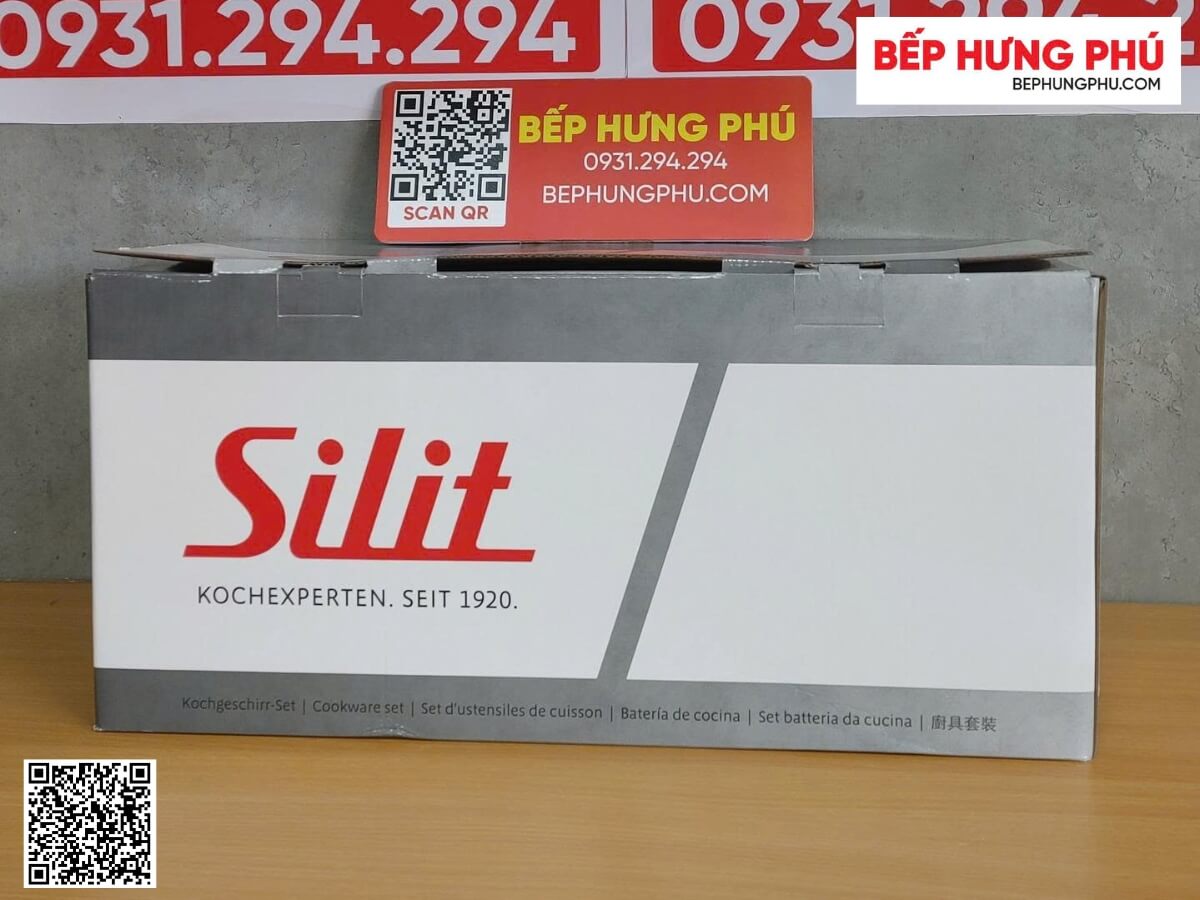 0931.294.294
0931.294.2
BẾP HƯNG PHÚ
BEPHUNGPHU.COM
BẾP HƯNG PHÚ
0931.294.294
BEPHUNGPHU.COM
SCAN QR
Silit
KOCHEXPERTEN. SEIT 1920.
Kochgeschirr-Set | Cookware set | Set d'ustensiles de cuisson | Batería de cocina | Set batteria da cucina | 廚具套裝